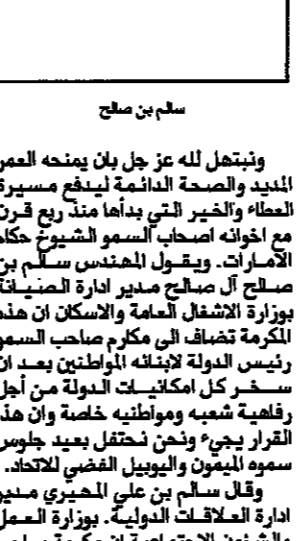 سالم بن صالح
ونبتهل لله عز جل بان يمنحه العمر
المديد والصحة الدائمة ليدفع مسيرة
العطاء والخير التي بدأها منذ ربع قرن
مع اخوانه اصحاب السمو الشيوخ حكام
الامارات. ويقول المهندس سالم بن
صالح آل صالح مدير ادارة الصيانة
بوزارة الاشغال العامة والاسكان ان هذه
المكرمة تضاف الى مكارم صاحب السمو
رئيس الدولة لابنائه المواطنين بعد ان
سخر كل امكانيات الدولة من أجل
رفاهية شعبه ومواطنيه خاصة وان هذا
القرار يجيء ونحن نحتفل بعيد جلوس
سموه الميمون واليوبيل الفضي للاتحاد.
وقال سالم بن علي المهيري مدير
ادارة العلاقات الدولية. بوزارة العمل